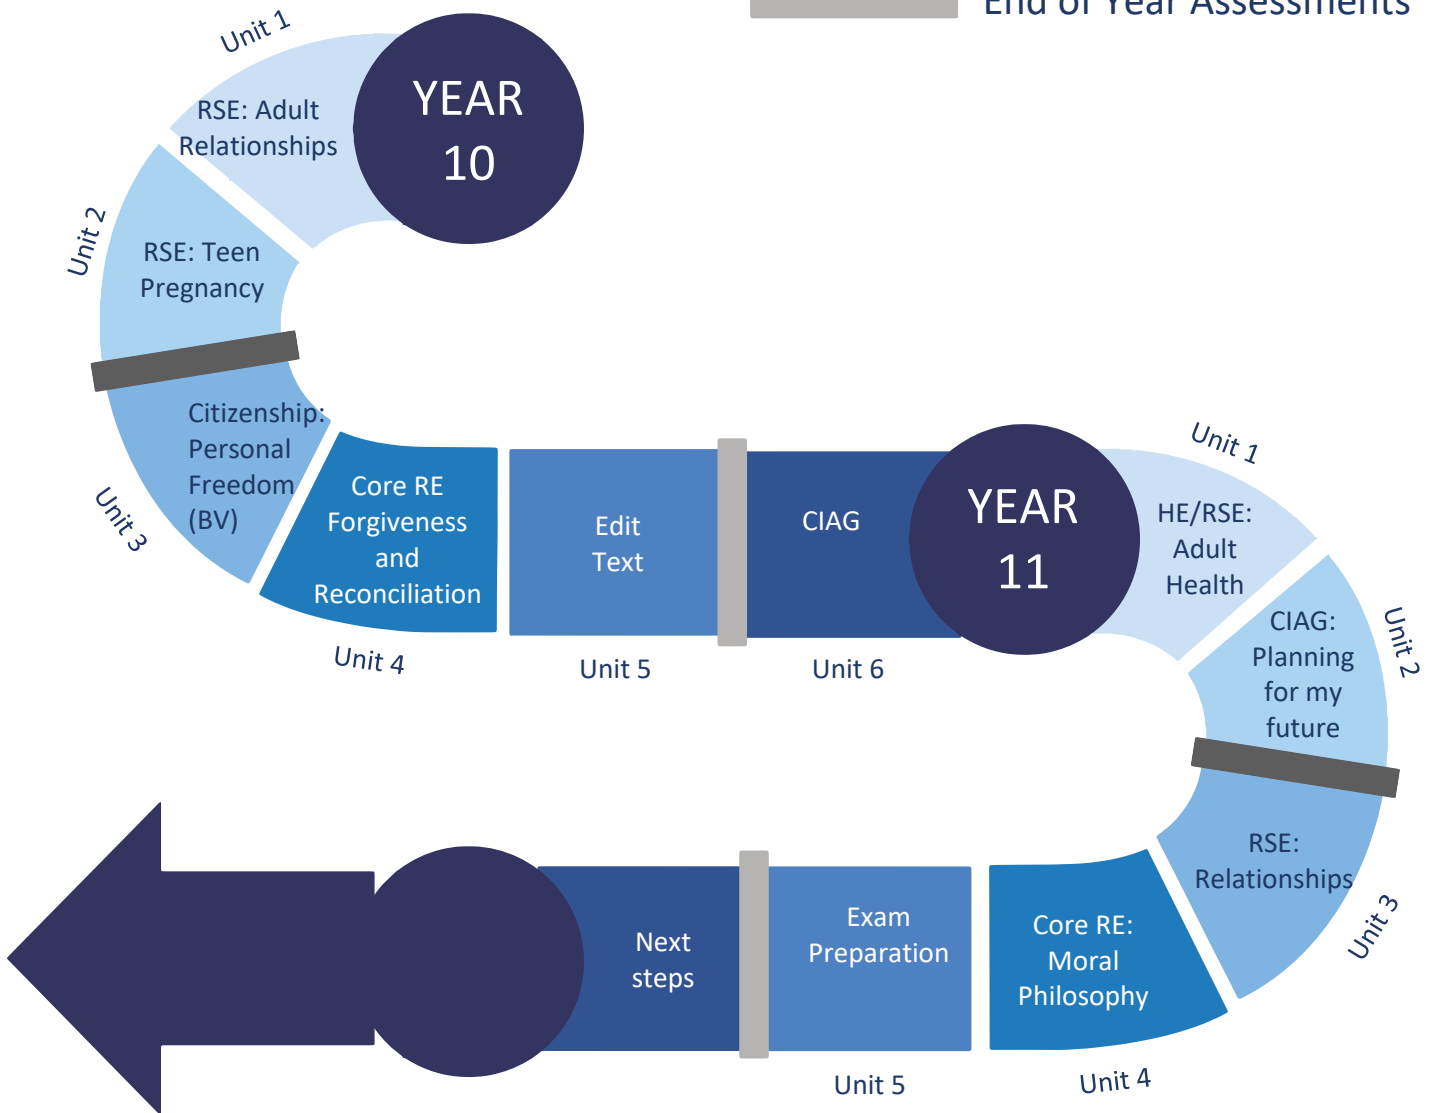 End of Year Assessments
Unit 1
YEAR
10
RSE: Adult
Relationships
Unit 2
RSE: Teen
Pregnancy
Citizenship:
Personal
Freedom
(BV)
Unit 3
Core RE
Forgiveness
and
Reconciliation
Unit 4
Edit
Text
Unit 5
CIAG
Unit 6
YEAR
11
Unit 1
HE/RSE:
Adult
Health
CIAG:
Planning
for my
future
Unit 2
RSE:
Relationships
Unit 3
Core RE:
Moral
Philosophy
Unit 4
Exam
Preparation
Unit 5
Next
steps